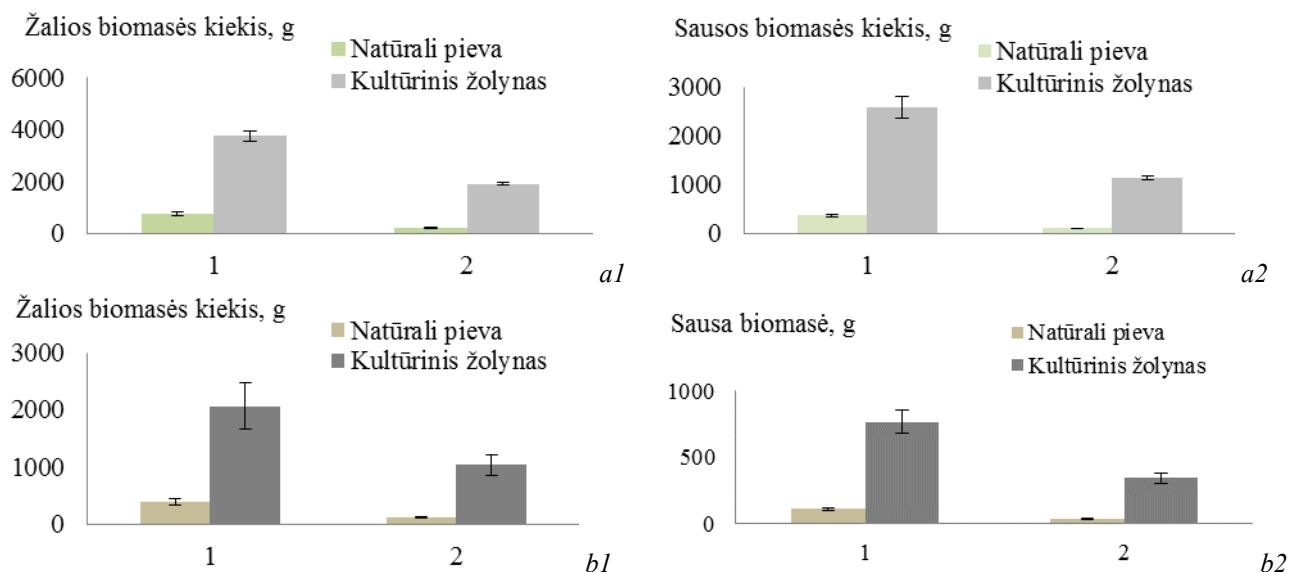 Žalios biomasės kiekis, g
Natūrali pieva
Kultūrinis žolynas
6000
4000
2000
0
1
2
a1
Sausos biomasės kiekis, g
Natūrali pieva
Kultūrinis žolynas
3000
2000
1000
0
1
2
a2
Žalios biomasės kiekis, g
Natūrali pieva
Kultūrinis žolynas
3000
2000
1000
0
1
2
b1
Sausa biomasė, g
Natūrali pieva
Kultūrinis žolynas
1000
500
0
1
2
b2